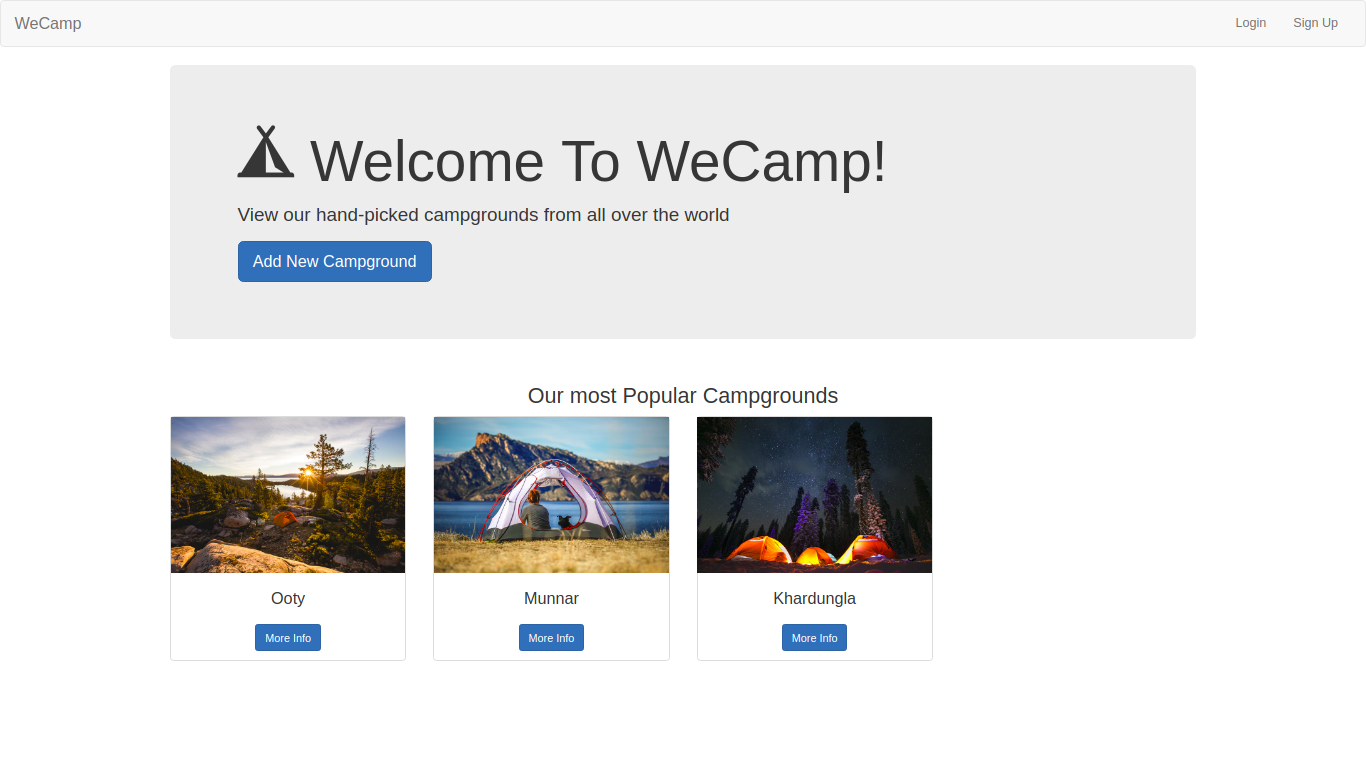 WeCamp
Login
Sign Up
Welcome To WeCamp!
View our hand-picked campgrounds from all over the world
Add New Campground
Our most Popular Campgrounds
Ooty
Munnar
Khardungla
More Info
More Info
More Info